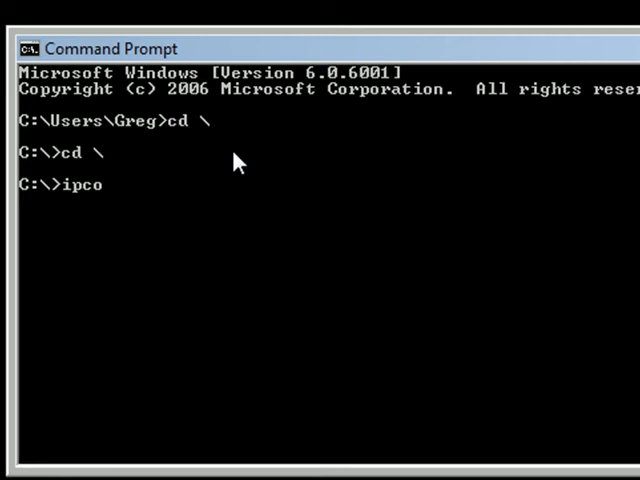 Command Prompt
Microsoft Windows [Version 6.0.6001]
Copyright (c) 2006 Microsoft Corporation.  All rights
C:\Users\Greg>cd \
C:\>cd \
C:\>ipco